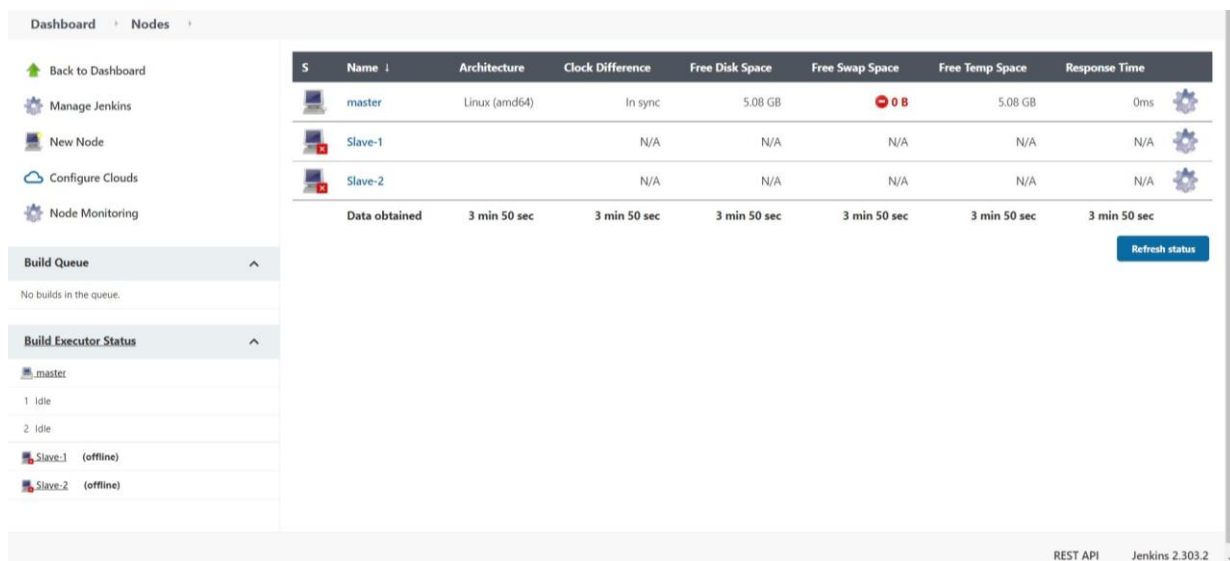 Dashboard Nodes
Back to Dashboard
Manage Jenkins
New Node
Configure Clouds
Node Monitoring
Build Queue
No builds in the queue.
Build Executor Status
master
1 Idle
2 Idle
Slave-1 (offline)
Slave-2 (offline)
S Name ↓ Architecture Clock Difference Free Disk Space Free Swap Space Free Temp Space Response Time
master Linux (amd64) In sync 5.08 GB 0 B 5.08 GB 0ms
Slave-1 N/A N/A N/A N/A N/A
Slave-2 N/A N/A N/A N/A N/A
Data obtained 3 min 50 sec 3 min 50 sec 3 min 50 sec 3 min 50 sec 3 min 50 sec 3 min 50 sec
Refresh status
REST API Jenkins 2.303.2